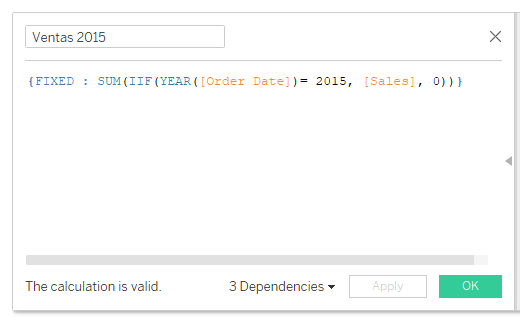 Ventas 2015
{FIXED : SUM(IIF(YEAR([Order Date])= 2015, [Sales], 0))}
The calculation is valid. 3 Dependencies Apply OK